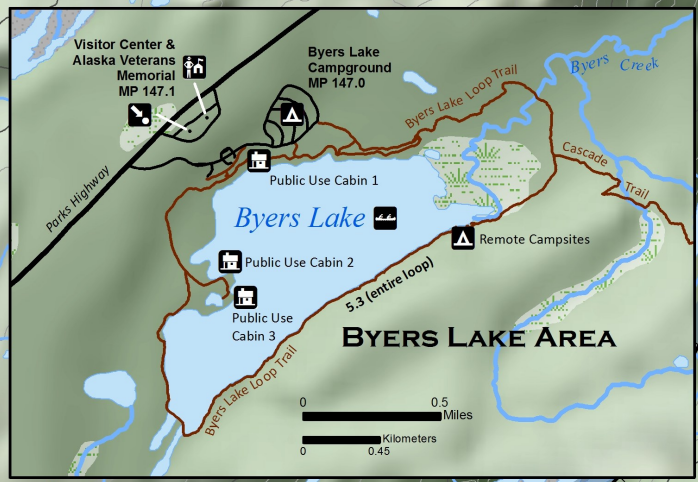 Visitor Center &
Alaska Veterans
Memorial
MP 147.1
Byers Lake
Campground
MP 147.0
Byers Creek
Byers Lake Loop Trail
Cascade
Trail
Parks Highway
Public Use Cabin 1
Byers Lake
Remote Campsites
Public Use Cabin 2
5.3 (entire loop)
Public Use
Cabin 3
BYERS LAKE AREA
Byers Lake Loop Trail
0 0.5
Miles
Kilometers
0 0.45